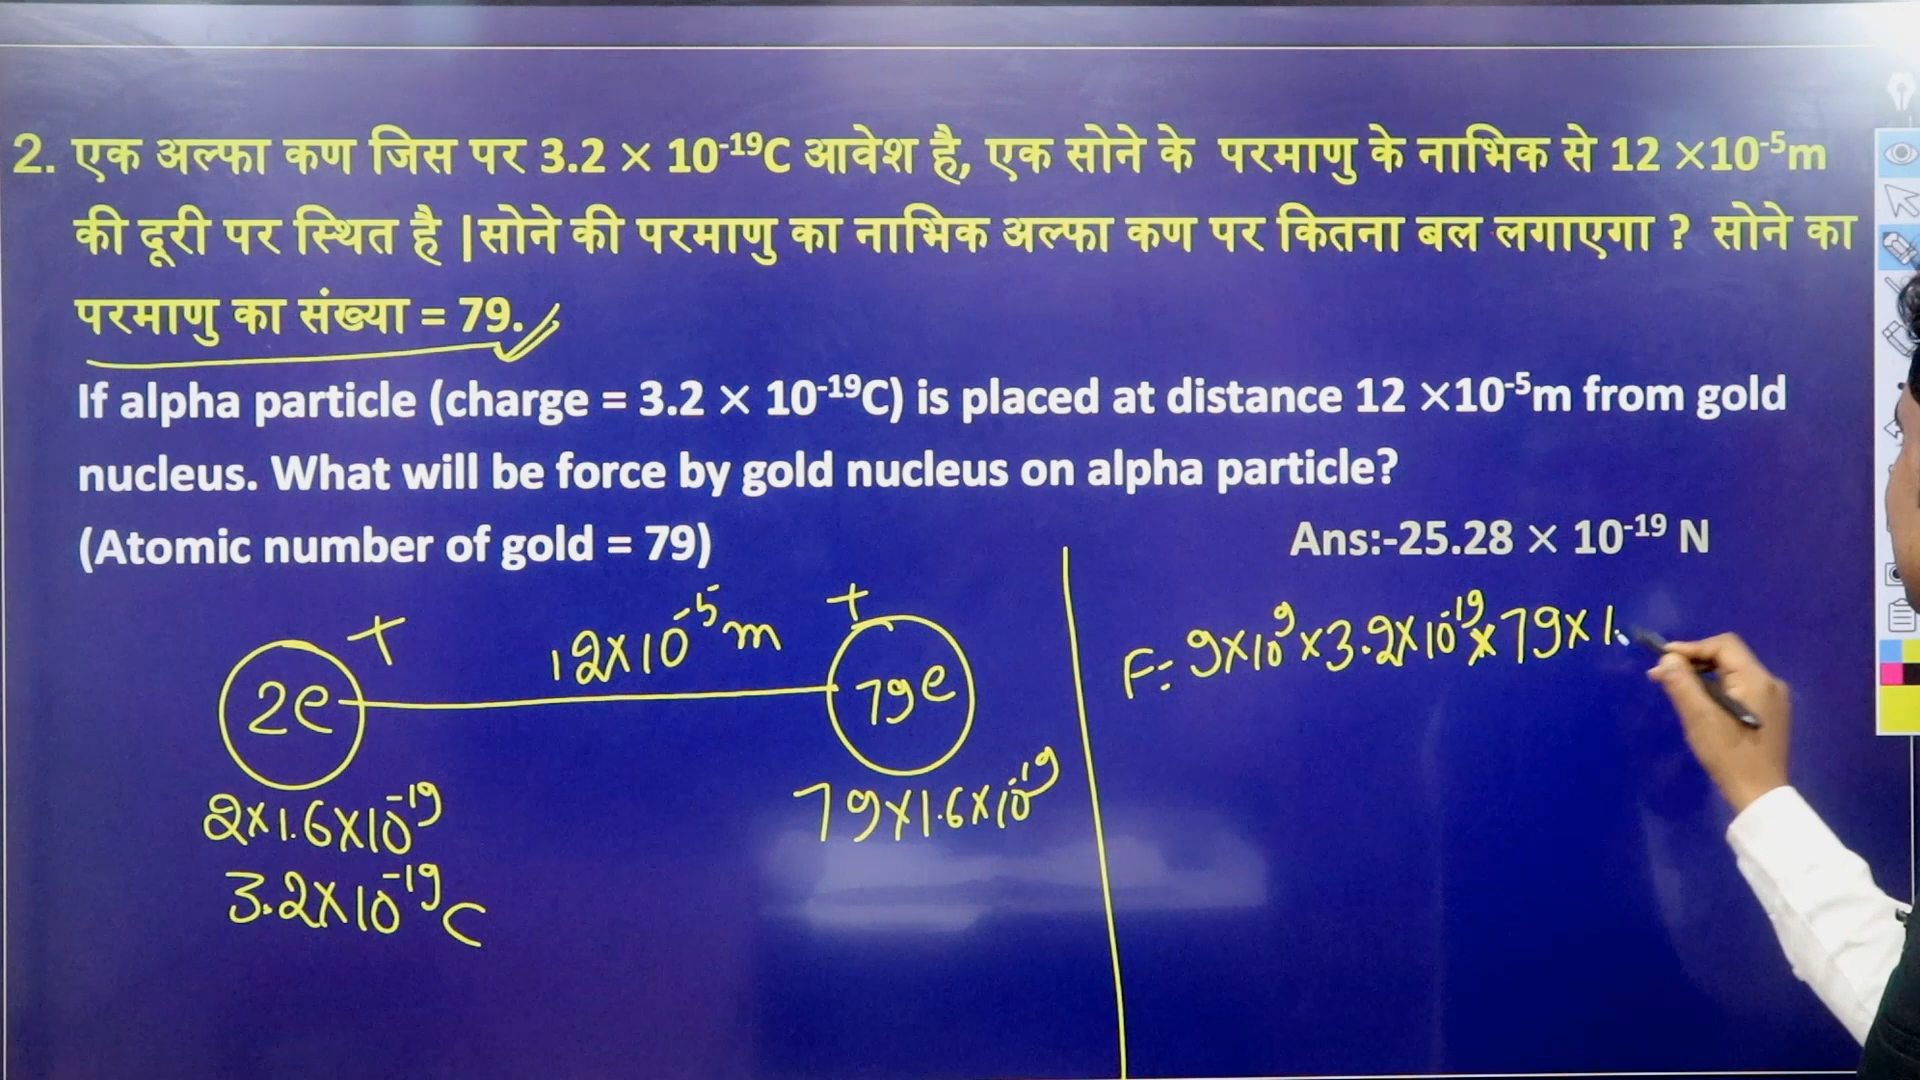 2. एक अल्फा कण जिस पर 3.2 × 10⁻¹⁹C आवेश है, एक सोने के परमाणु के नाभिक से 12 ×10⁻⁵m
की दूरी पर स्थित है |सोने की परमाणु का नाभिक अल्फा कण पर कितना बल लगाएगा ? सोने का
परमाणु का संख्या = 79.
If alpha particle (charge = 3.2 × 10⁻¹⁹C) is placed at distance 12 ×10⁻⁵m from gold
nucleus. What will be force by gold nucleus on alpha particle?
(Atomic number of gold = 79)
Ans:-25.28 × 10⁻¹⁹ N
+ 12×10⁻⁵m +
2e 79e
2×1.6×10⁻¹⁹ 79×1.6×10⁻¹⁹
3.2×10⁻¹⁹C
F= 9×10⁹×3.2×10⁻¹⁹×79×1.